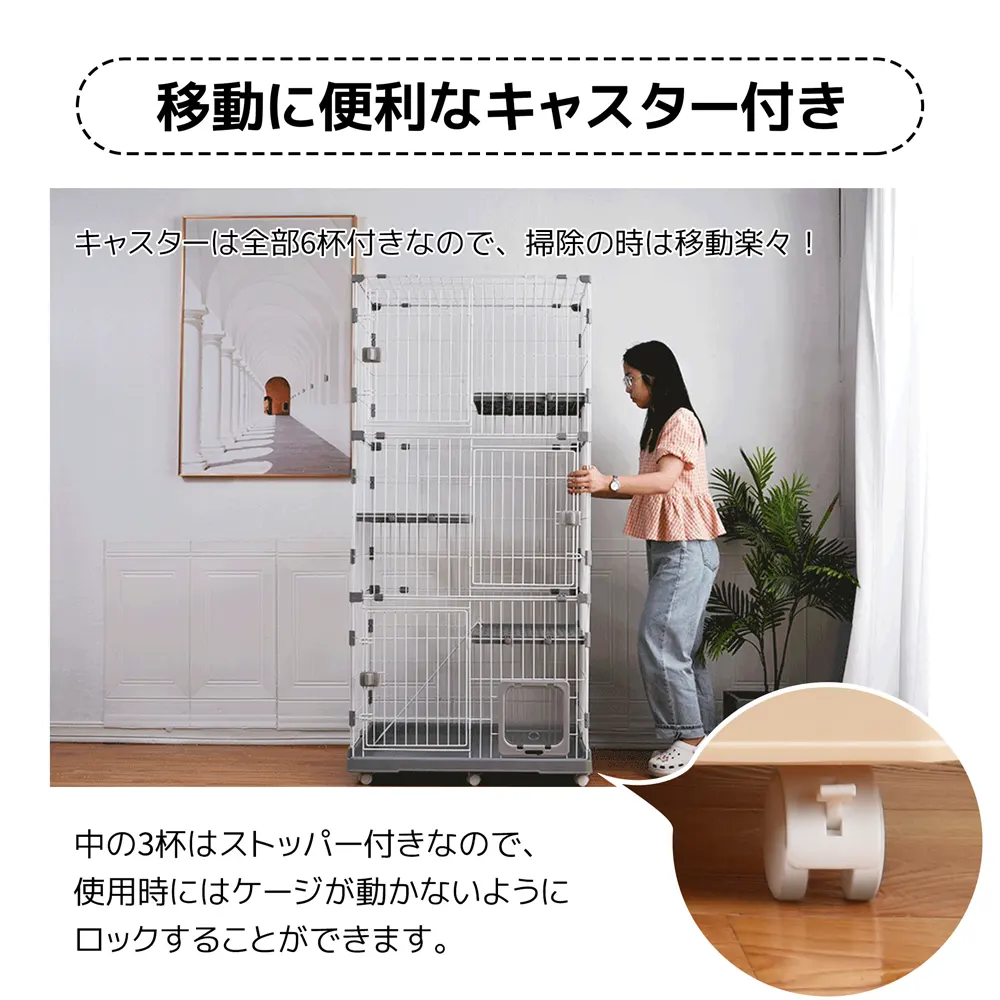 移動に便利なキャスター付き
キャスターは全部6杯付きなので、掃除の時は移動楽々！
中の3杯はストッパー付きなので、
使用時にはケージが動かないように
ロックすることができます。